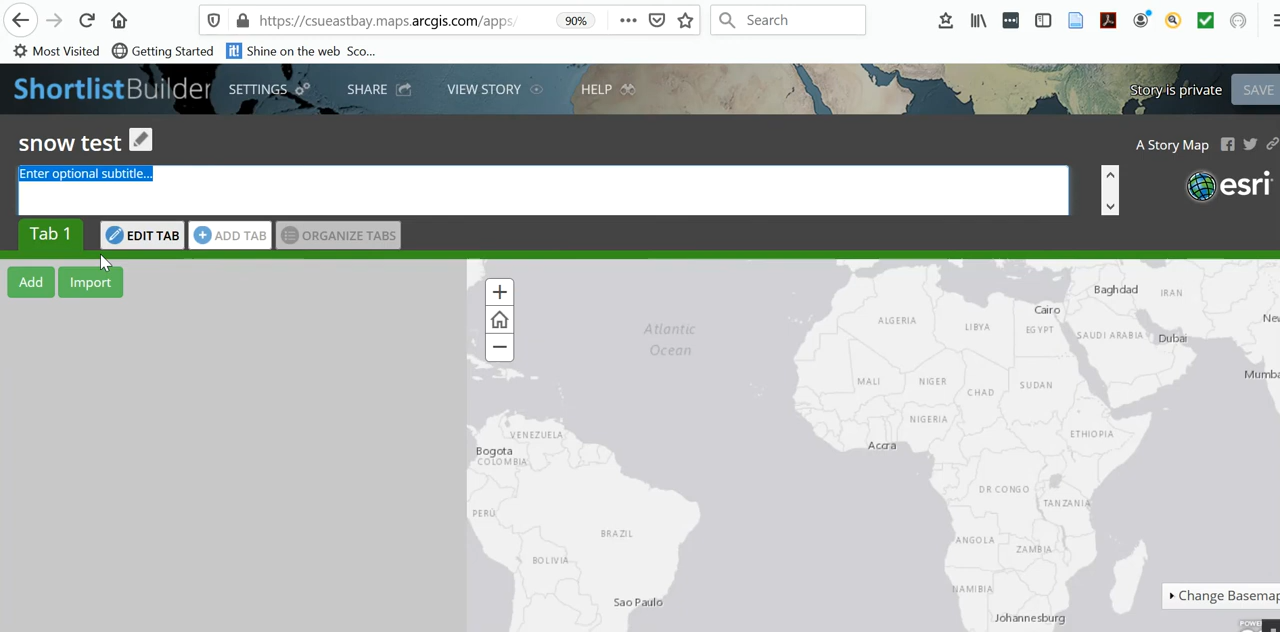 https://csueastbay.maps.arcgis.com/apps/
90%
Search
Most Visited
Getting Started
it!
Shine on the web Sco...
ShortlistBuilder
SETTINGS
SHARE
VIEW STORY
HELP
Story is private
SAVE
snow test
A Story Map
Enter optional subtitle...
esri
Tab 1
EDIT TAB
ADD TAB
ORGANIZE TABS
Add
Import
Baghdad
IRAN
Cairo
ALGERIA
LIBYA
EGYPT
SAUDI ARABIA
Dubai
Atlantic
Ocean
MALI
NIGER
CHAD
SUDAN
Mumba
NIGERIA
ETHIOPIA
VENEZUELA
Accra
Bogota
COLOMBIA
DR CONGO
TANZANIA
PERU
BRAZIL
ANGOLA
ZAMBIA
BOLIVIA
NAMIBIA
Change Basemap
Sao Paulo
Johannesburg